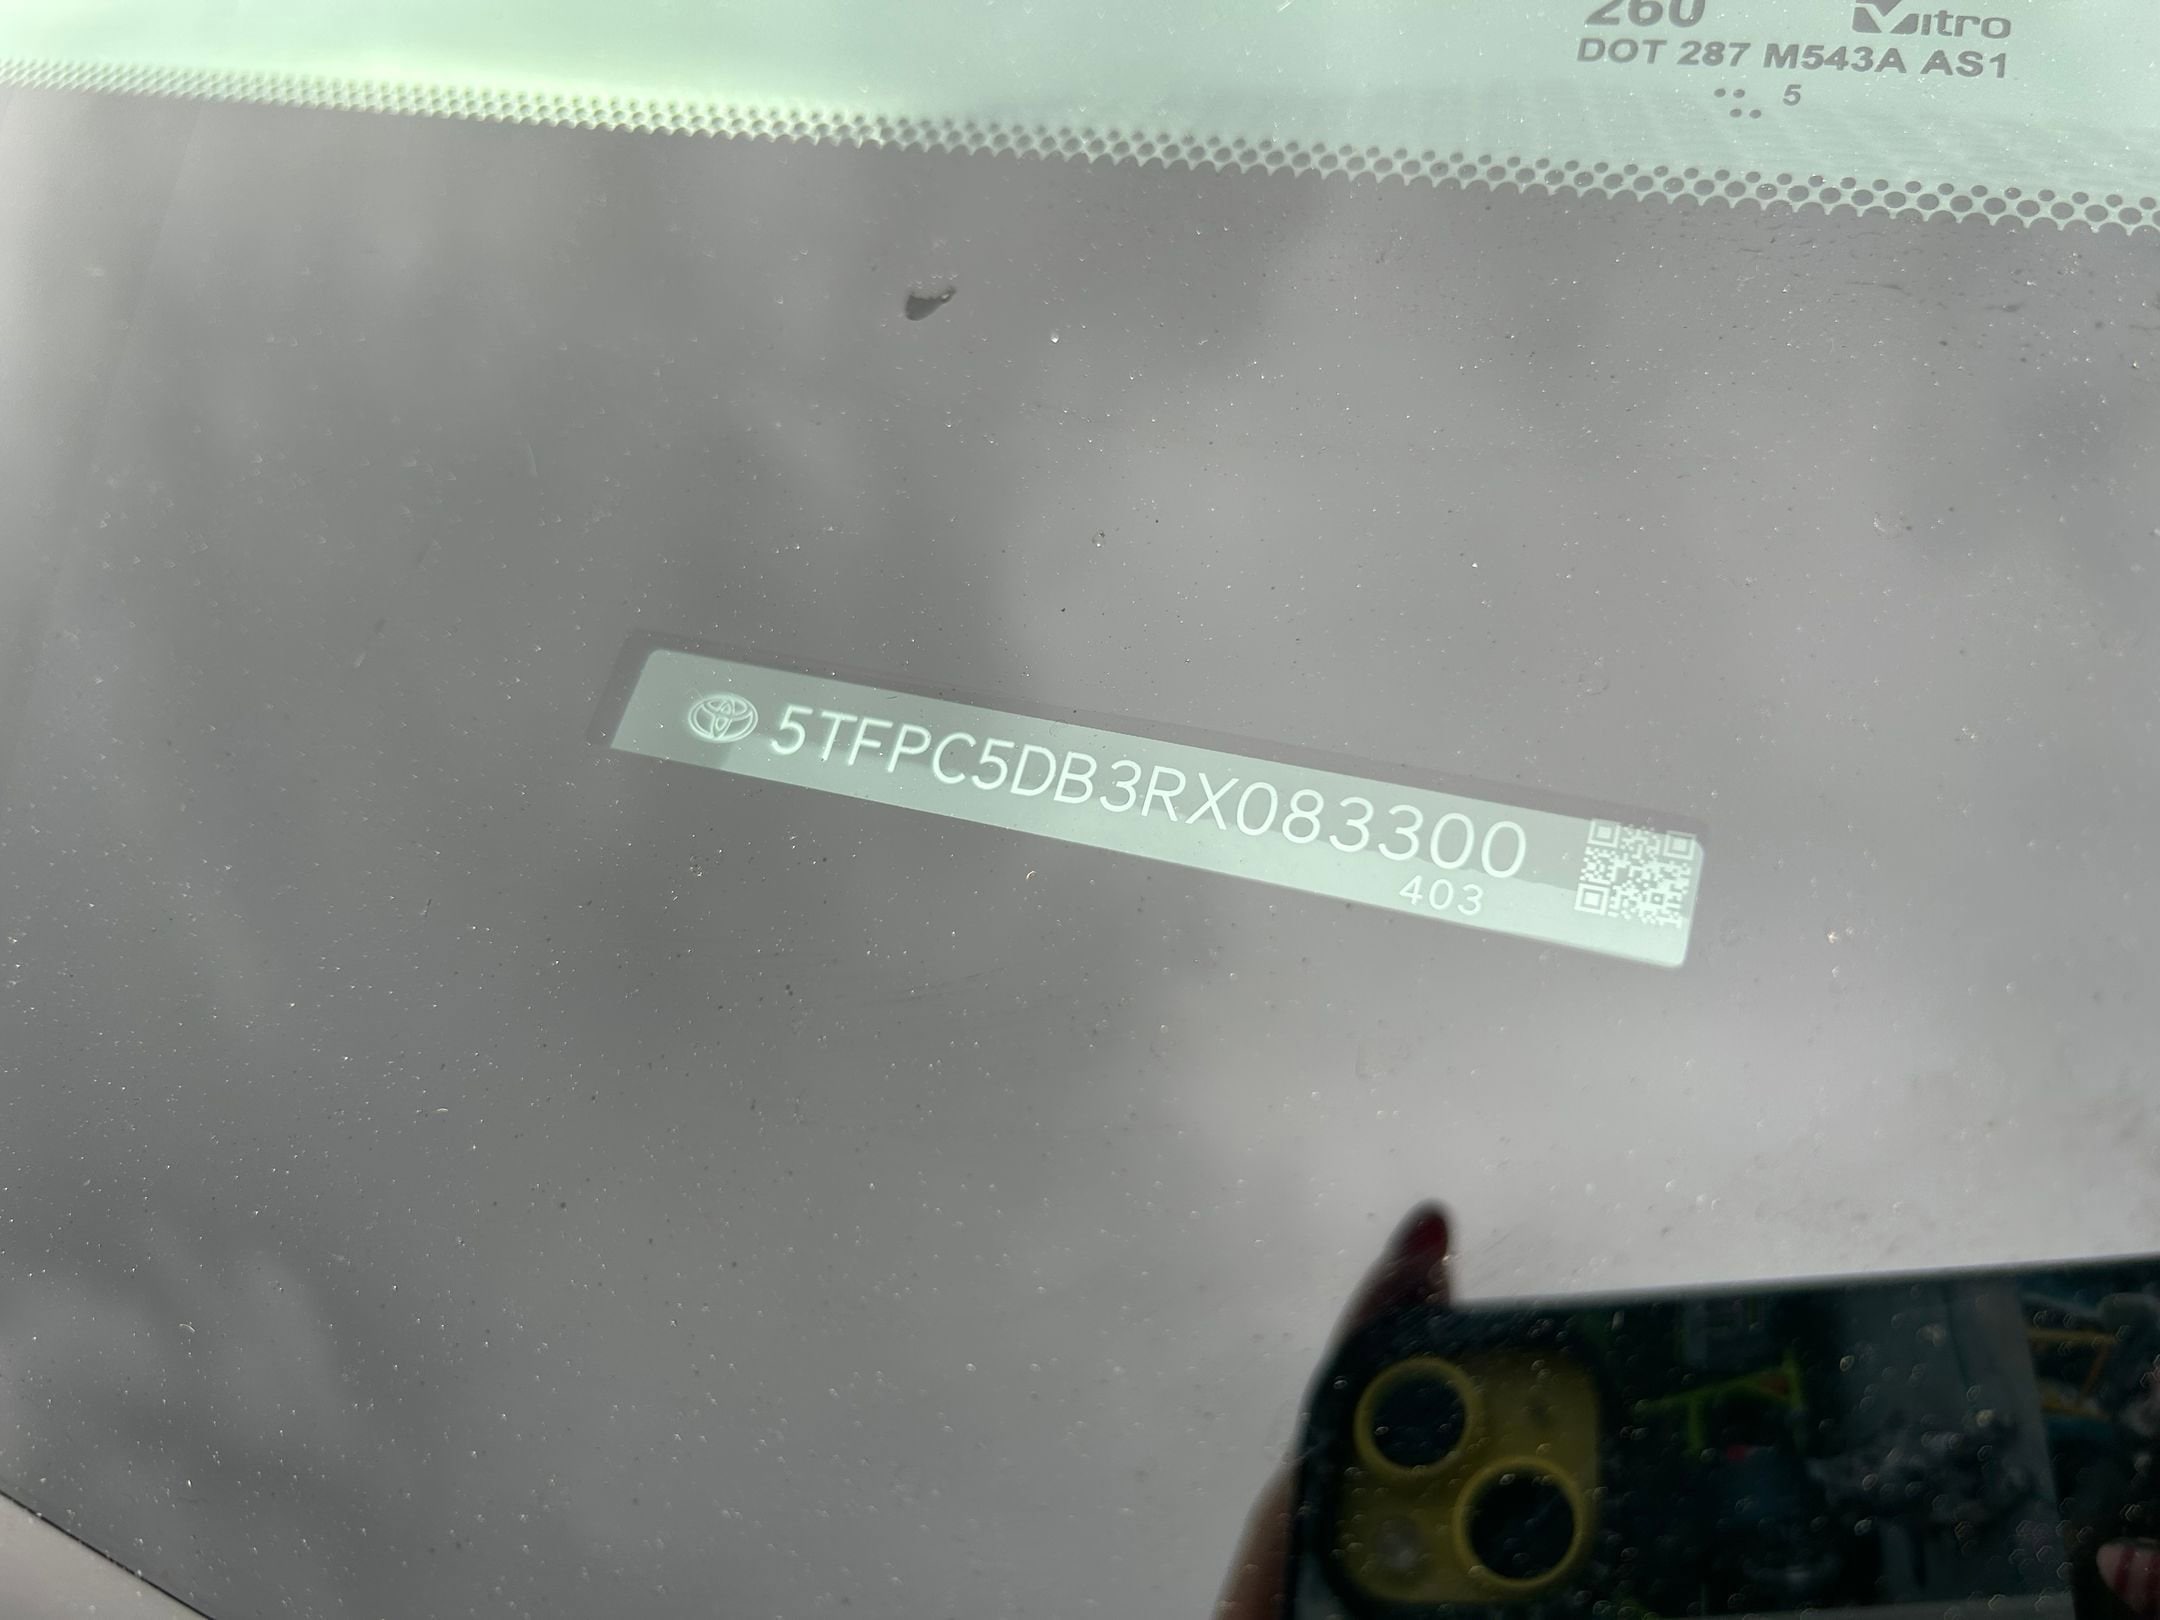 260 Vitro
DOT 287 M543A AS1
5
5TFPC5DB3RX083300
403